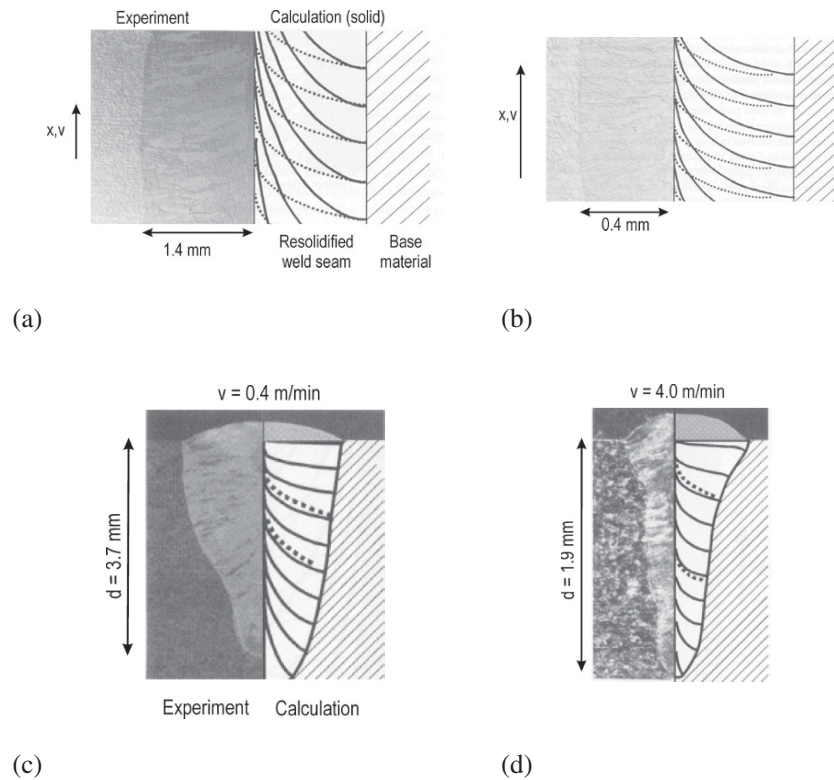 Experiment Calculation (solid)
x,v
x,v
1.4 mm
0.4 mm
Resolidified Base
weld seam material
(a) (b)
v = 0.4 m/min
v = 4.0 m/min
d = 3.7 mm
d = 1.9 mm
Experiment Calculation
(c) (d)